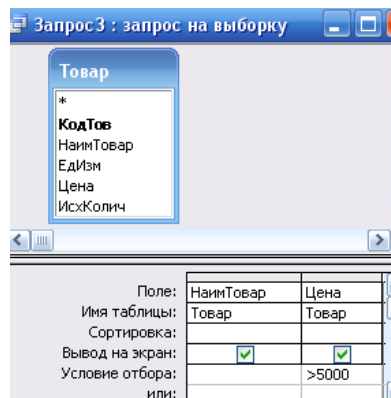 Запрос3 : запрос на выборку
Товар
*
КодТов
НаимТовар
ЕдИзм
Цена
ИсхКолич
Поле: НаимТовар Цена
Имя таблицы: Товар Товар
Сортировка:
Вывод на экран:
Условие отбора: >5000
или: